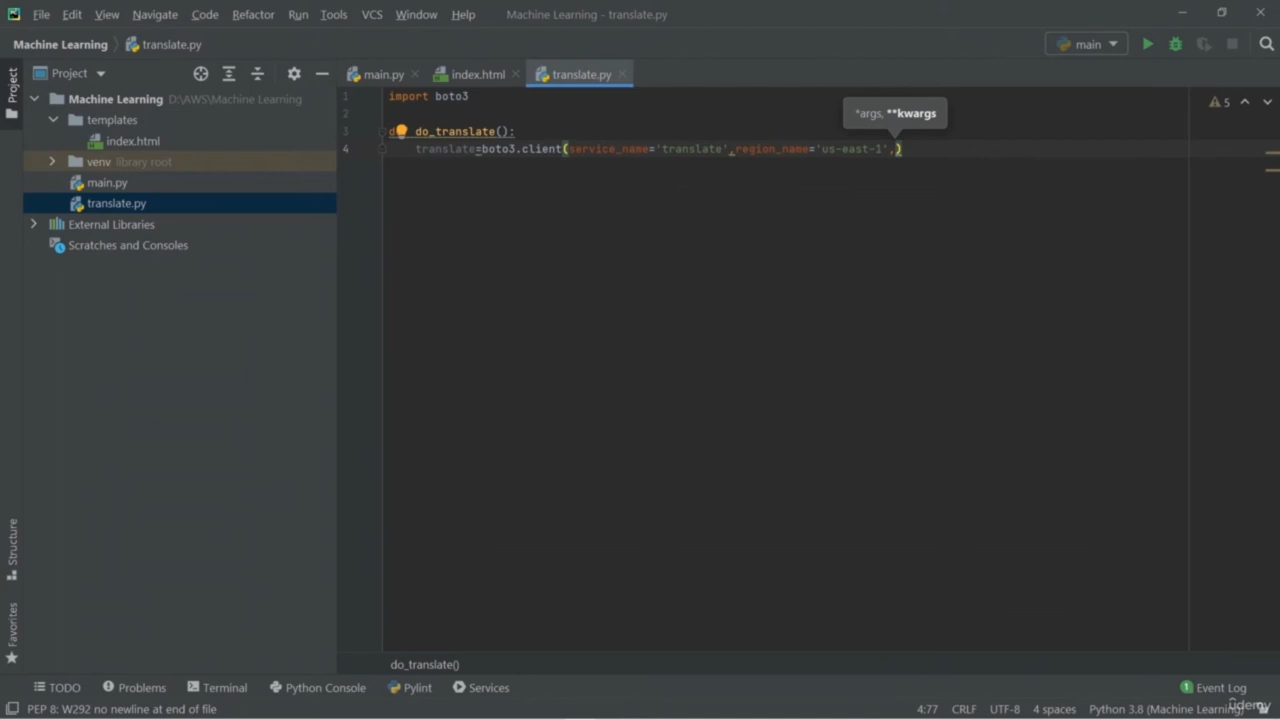 File Edit View Navigate Code Refactor Run Tools VCS Window Help Machine Learning - translate.py
Machine Learning translate.py main
Project main.py index.html translate.py
Project
Machine Learning D:\AWS\Machine Learning
templates
index.html
venv library root
main.py
translate.py
External Libraries
Scratches and Consoles
Structure
Favorites
*args, **kwargs
5
1 import boto3
2
3 do_translate():
4 translate=boto3.client(service_name='translate',region_name='us-east-1',)
do_translate()
TODO Problems Terminal Python Console Pylint Services 1 Event Log
PEP 8: W292 no newline at end of file 4:77 CRLF UTF-8 4 spaces Python 3.8 (Machine Learning)
udemy